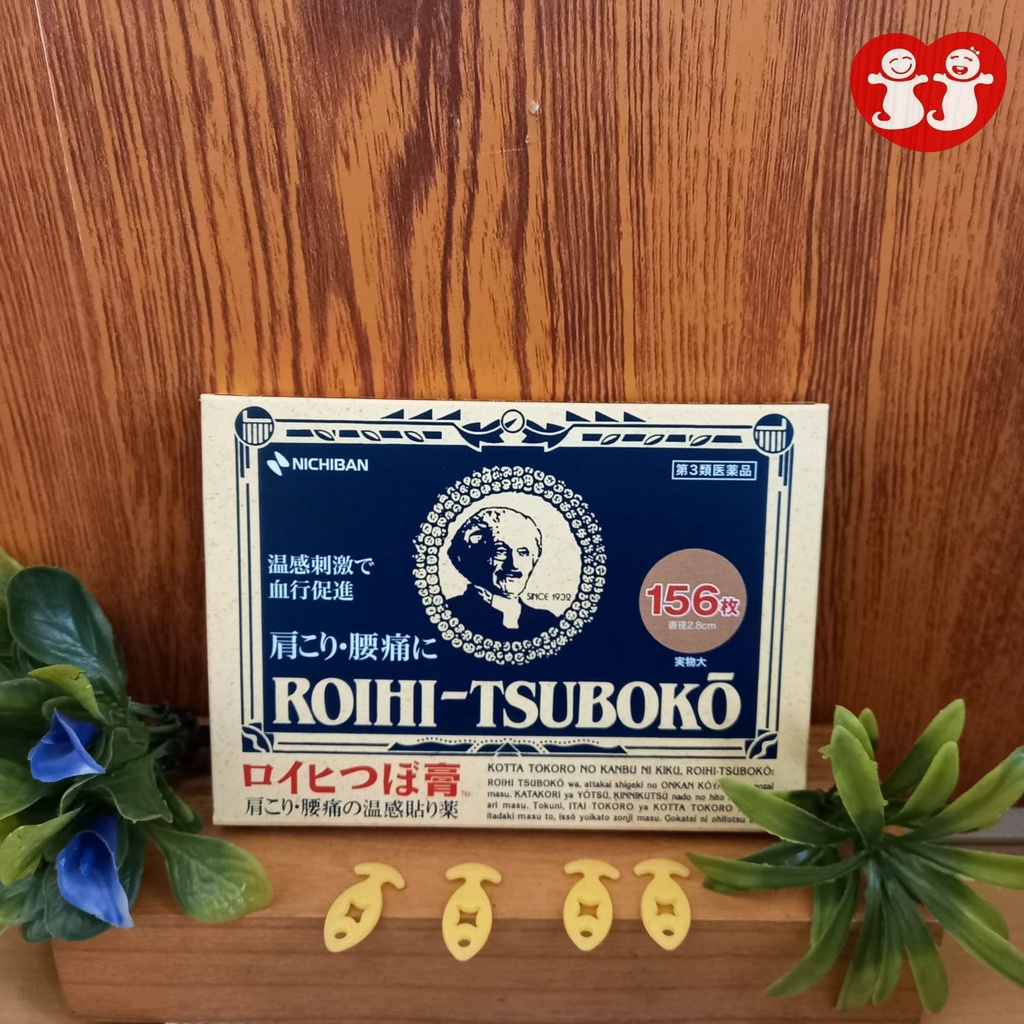 NICHIBAN
第3類医薬品
温感刺激で
血行促進
SINCE 1932
156枚
直径2.8cm
実物大
肩こり・腰痛に
ROIHI-TSUBOKŌ
ロイヒつぼ膏™
肩こり・腰痛の温感貼り薬
KOTTA TOKORO NO KANBU NI KIKU, ROIHI-TSUBOKŌ:
ROIHI TSUBOKŌ wa, attakai shigeki no ONKAN
masu. KATAKORI ya YŌTSŪ, KINNIKUTSŪ nado no hito
ari masu. Tokuni, ITAI TOKORO ya KOTTA TOKORO
itadaki masu to, issō yoikato zonji masu. Gokatei ni ohitotsu